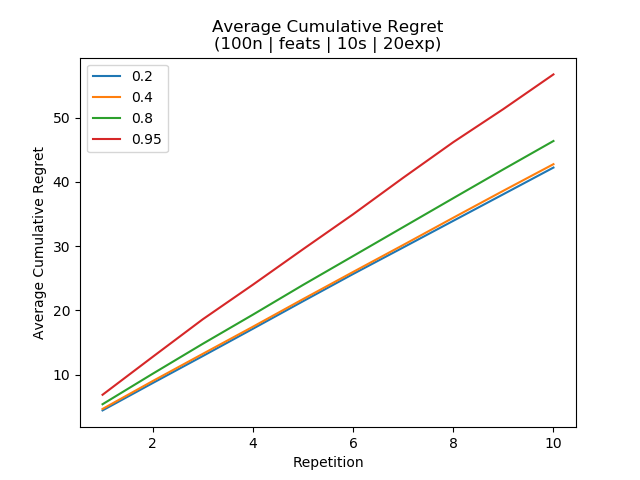 Average Cumulative Regret
(100n | feats | 10s | 20exp)
0.2
0.4
0.8
0.95
Average Cumulative Regret
50
40
30
20
10
2 4 6 8 10
Repetition